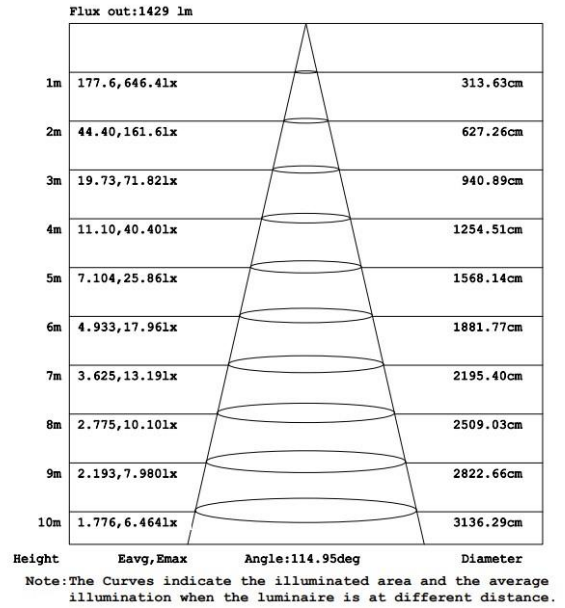 Flux out:1429 lm
1m 177.6,646.4lx 313.63cm
2m 44.40,161.6lx 627.26cm
3m 19.73,71.82lx 940.89cm
4m 11.10,40.40lx 1254.51cm
5m 7.104,25.86lx 1568.14cm
6m 4.933,17.96lx 1881.77cm
7m 3.625,13.19lx 2195.40cm
8m 2.775,10.10lx 2509.03cm
9m 2.193,7.980lx 2822.66cm
10m 1.776,6.464lx 3136.29cm
Height Eavg,Emax Angle:114.95deg Diameter
Note:The Curves indicate the illuminated area and the average
illumination when the luminaire is at different distance.